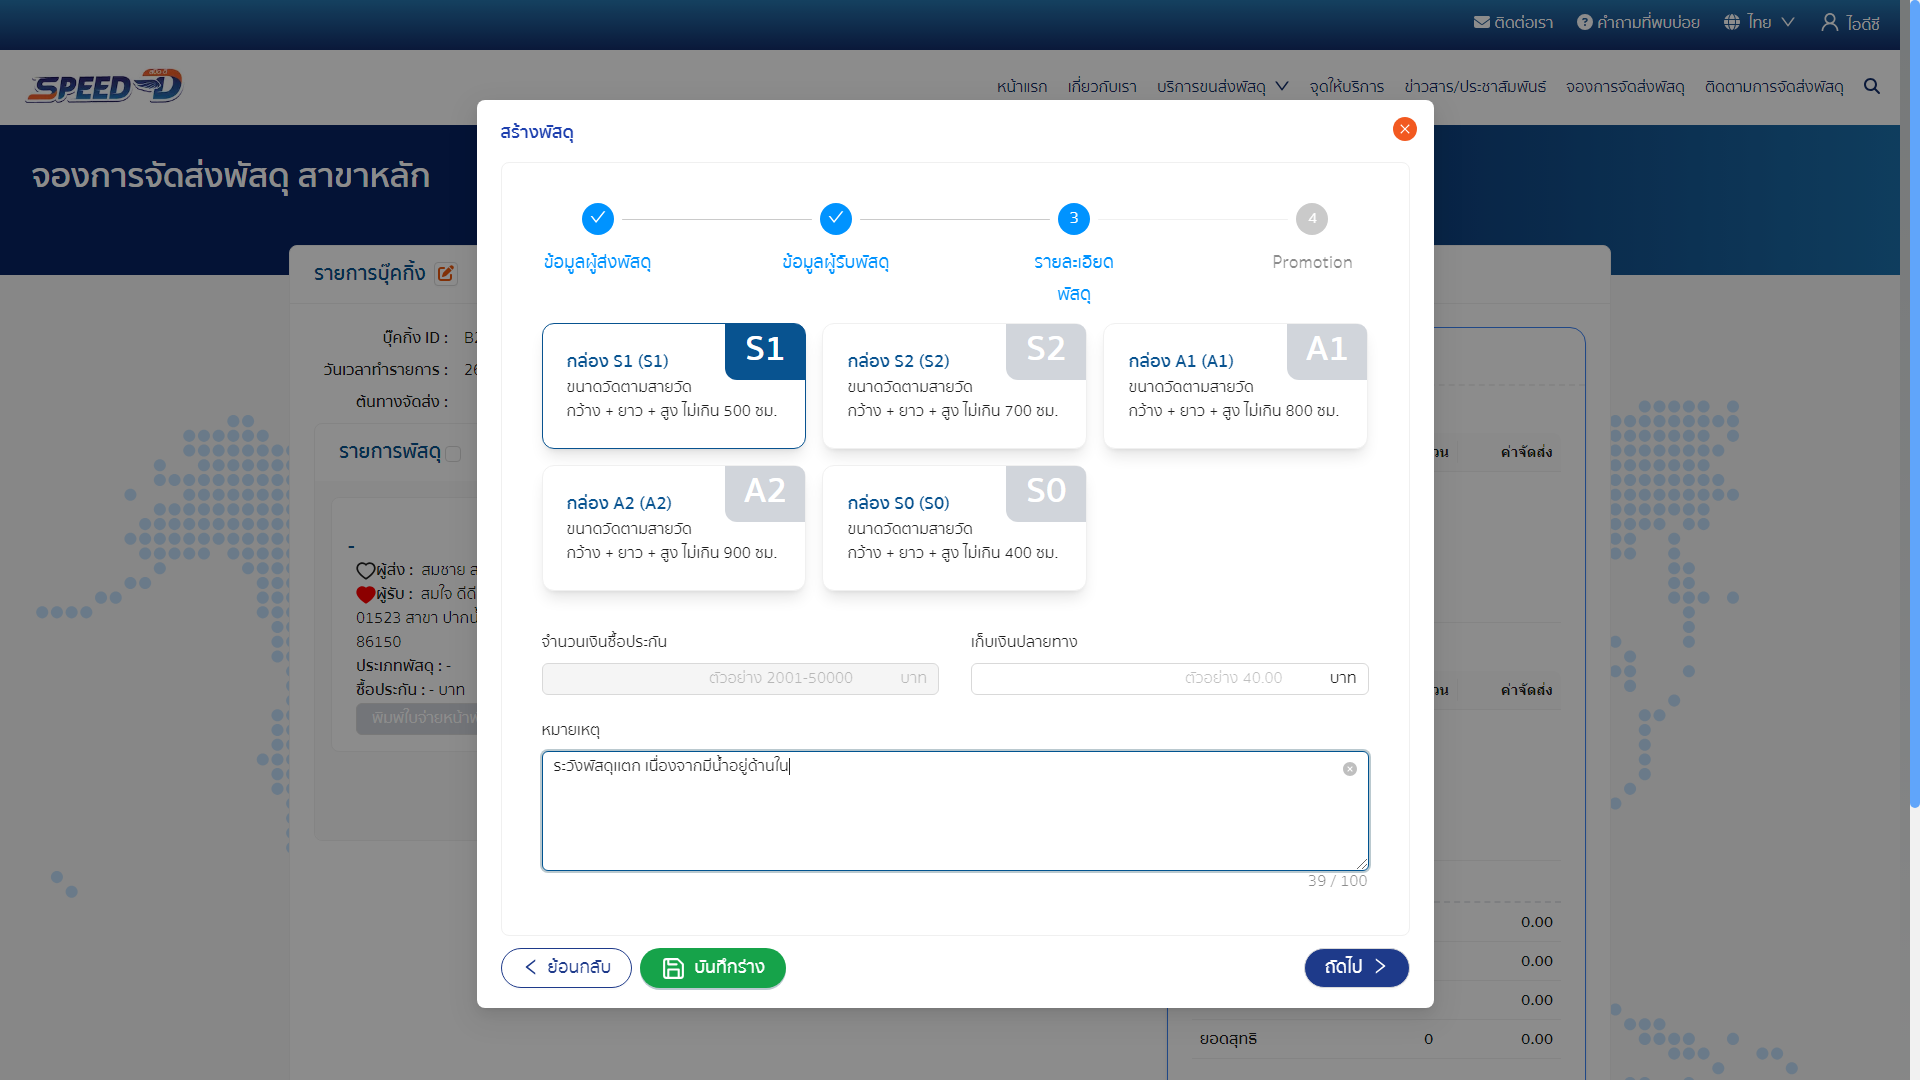 ติดต่อเรา
คำถามที่พบบ่อย
ไทย
ไอดีซี
SPEED-D
หน้าแรก
เกี่ยวกับเรา
บริการขนส่งพัสดุ
จุดให้บริการ
ข่าวสาร/ประชาสัมพันธ์
จองการจัดส่งพัสดุ
ติดตามการจัดส่งพัสดุ
จองการจัดส่งพัสดุ สาขาหลัก
รายการบุ๊คกิ้ง
บุ๊คกิ้ง ID :
วันเวลาทำรายการ :
ต้นทางจัดส่ง :
รายการพัสดุ
-
ผู้ส่ง : สมชาย
ผู้รับ : สมใจ
01523 สาขา
86150
ประเภทพัสดุ : -
ซื้อประกัน : - บาท
สร้างพัสดุ
3
4
ข้อมูลผู้ส่งพัสดุ
ข้อมูลผู้รับพัสดุ
รายละเอียด
พัสดุ
Promotion
S1
กล่อง S1 (S1)
ขนาดวัดตามสายวัด
กว้าง + ยาว + สูง ไม่เกิน 500 ซม.
S2
กล่อง S2 (S2)
ขนาดวัดตามสายวัด
กว้าง + ยาว + สูง ไม่เกิน 700 ซม.
A1
กล่อง A1 (A1)
ขนาดวัดตามสายวัด
กว้าง + ยาว + สูง ไม่เกิน 800 ซม.
A2
กล่อง A2 (A2)
ขนาดวัดตามสายวัด
กว้าง + ยาว + สูง ไม่เกิน 900 ซม.
S0
กล่อง S0 (S0)
ขนาดวัดตามสายวัด
กว้าง + ยาว + สูง ไม่เกิน 400 ซม.
จำนวนเงินซื้อประกัน
ตัวอย่าง 2001-50000 บาท
เก็บเงินปลายทาง
ตัวอย่าง 40.00 บาท
หมายเหตุ
ระวังพัสดุแตก เนื่องจากมีน้ำอยู่ด้านใน
39 / 100
ย้อนกลับ
บันทึกร่าง
ถัดไป
ค่าจัดส่ง
ค่าจัดส่ง
0.00
0.00
0.00
ยอดสุทธิ 0 0.00